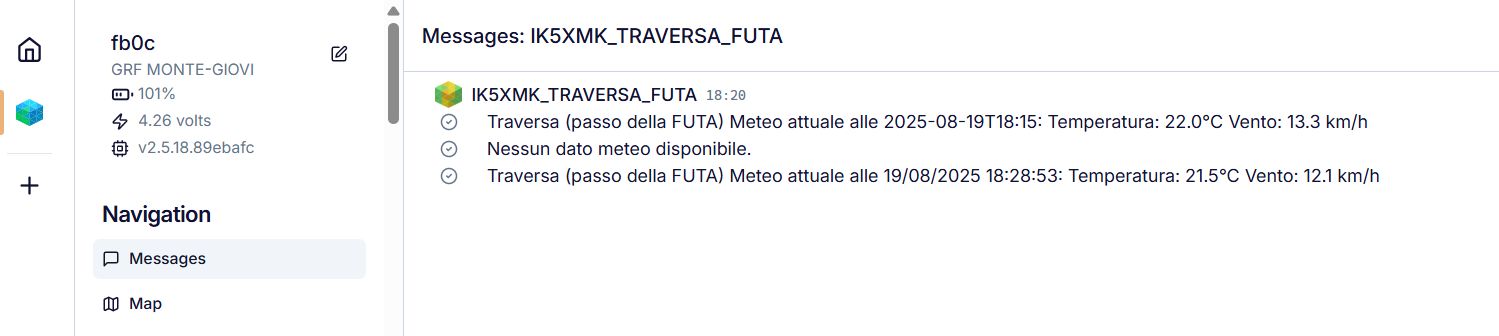 fb0c
GRF MONTE-GIOVI
101%
4.26 volts
v2.5.18.89ebafc
Navigation
Messages
Map
Messages: IK5XMK_TRAVERSA_FUTA
IK5XMK_TRAVERSA_FUTA 18:20
Traversa (passo della FUTA) Meteo attuale alle 2025-08-19T18:15: Temperatura: 22.0°C Vento: 13.3 km/h
Nessun dato meteo disponibile.
Traversa (passo della FUTA) Meteo attuale alle 19/08/2025 18:28:53: Temperatura: 21.5°C Vento: 12.1 km/h